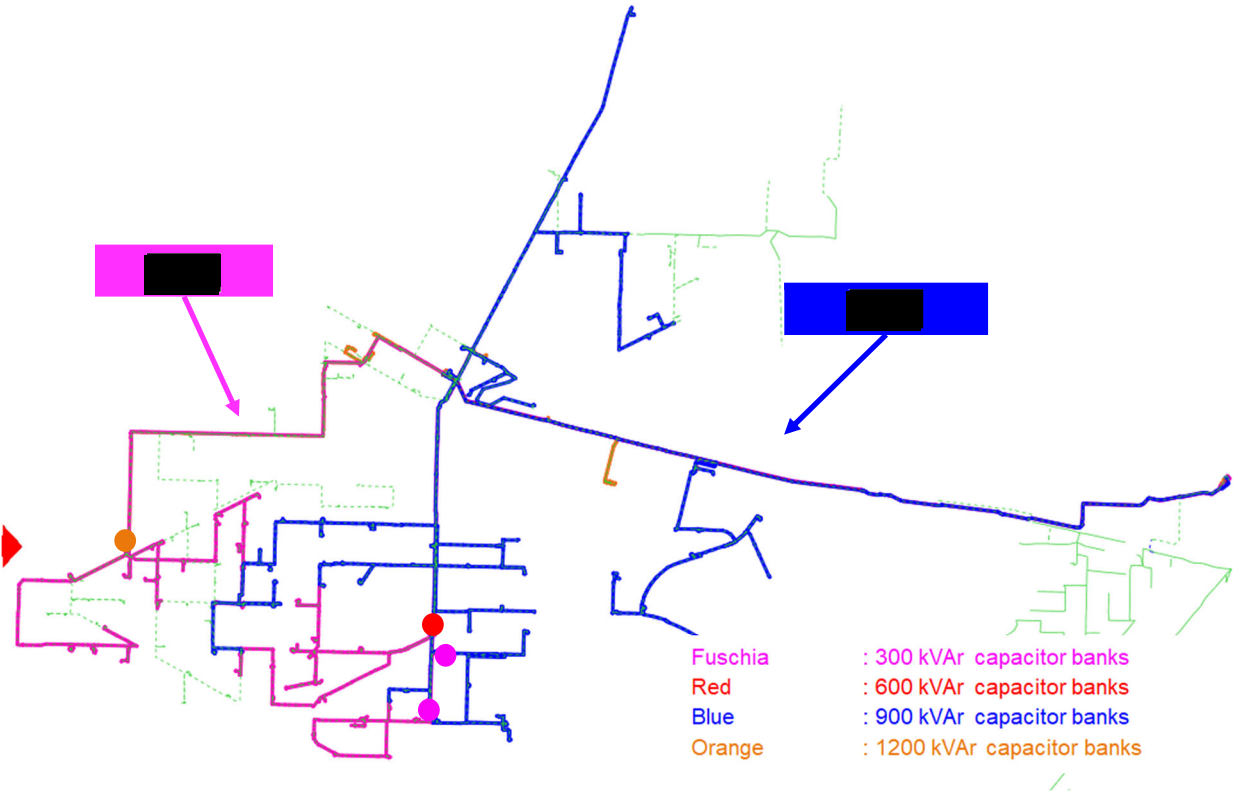 Fuschia : 300 kVAr capacitor banks
Red : 600 kVAr capacitor banks
Blue : 900 kVAr capacitor banks
Orange : 1200 kVAr capacitor banks